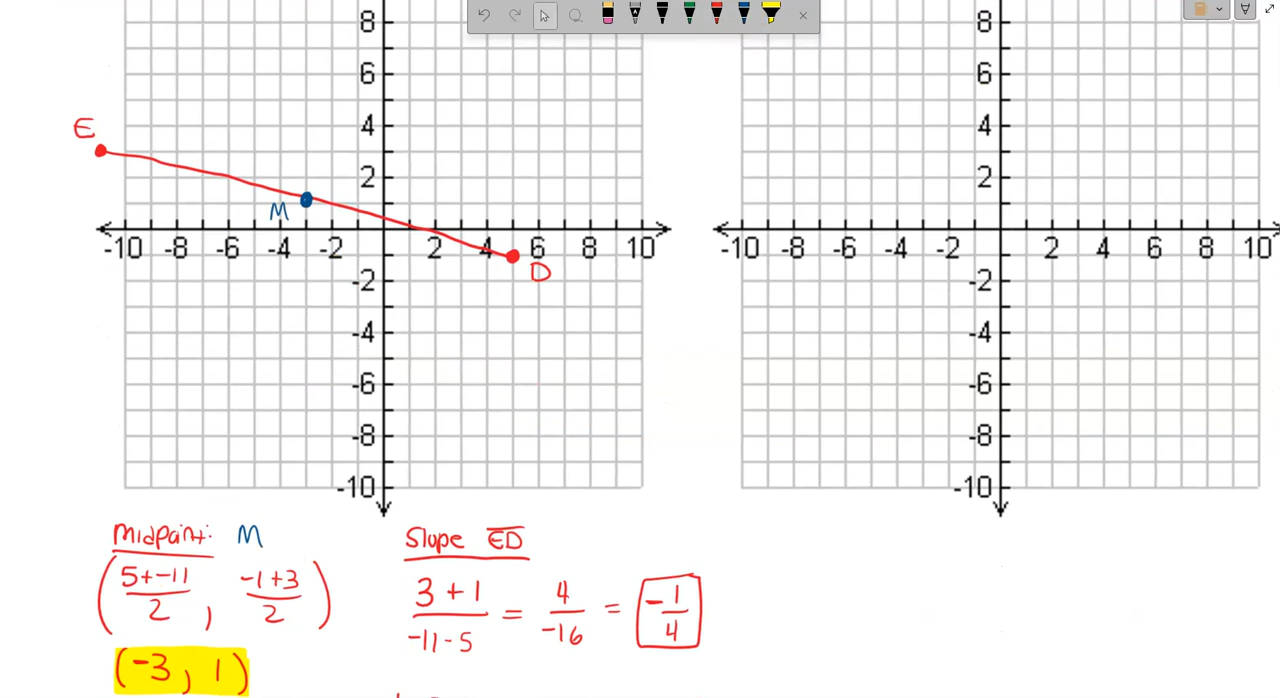 8
6
4
2
-10 -8 -6 -4 -2 2 4 6 8 10
-2
-4
-6
-8
-10
E
M
D
8
6
4
2
-10 -8 -6 -4 -2 2 4 6 8 10
-2
-4
-6
-8
-10
Midpoint: M
(5+-11/2, -1+3/2)
(-3, 1)
Slope ED
3+1/-11-5 = 4/-16 = -1/4